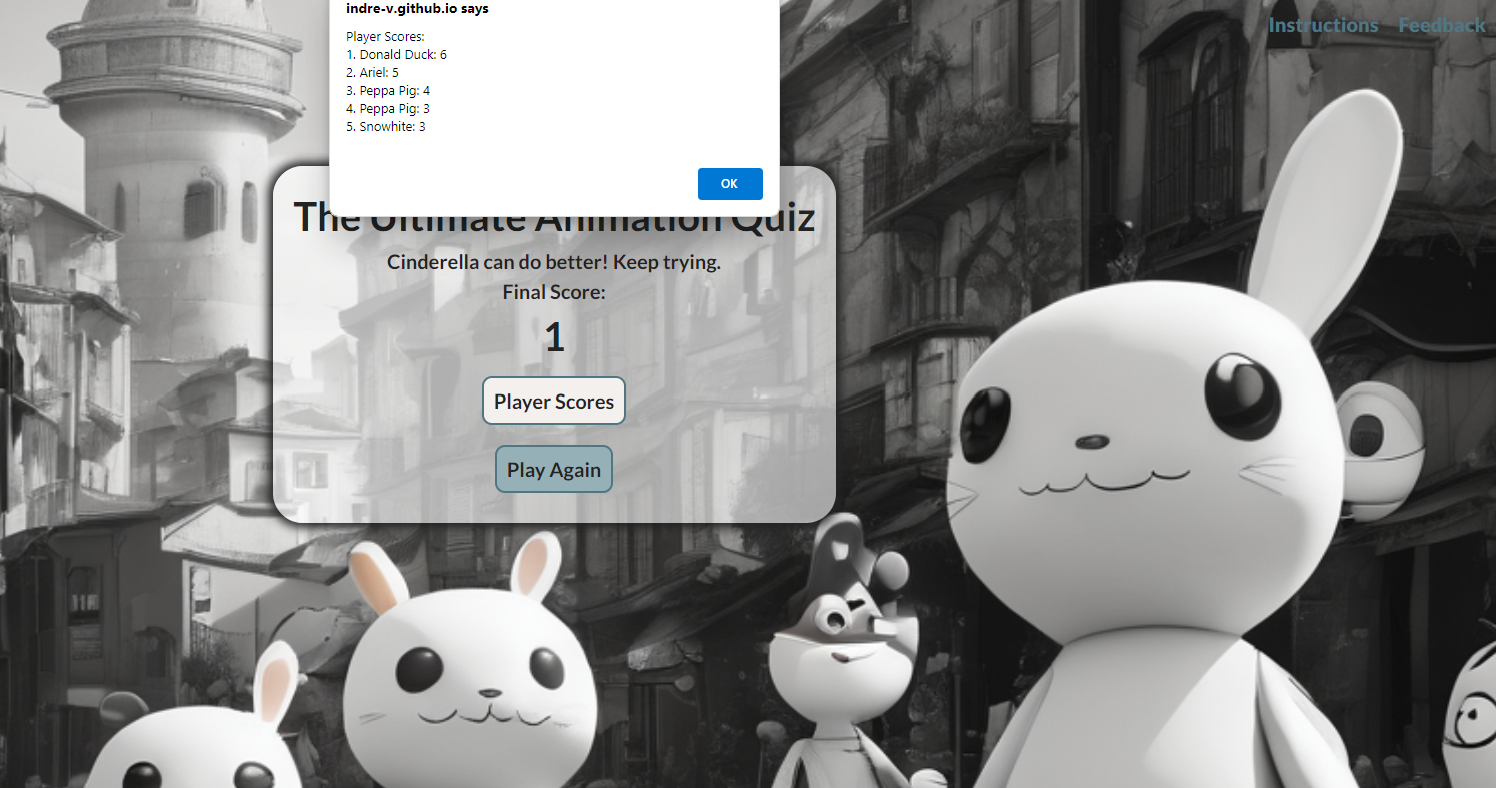 indre-v.github.io says
Player Scores:
1. Donald Duck: 6
2. Ariel: 5
3. Peppa Pig: 4
4. Peppa Pig: 3
5. Snowhite: 3
OK
Instructions Feedback
The Ultimate Animation Quiz
Cinderella can do better! Keep trying.
Final Score:
1
Player Scores
Play Again